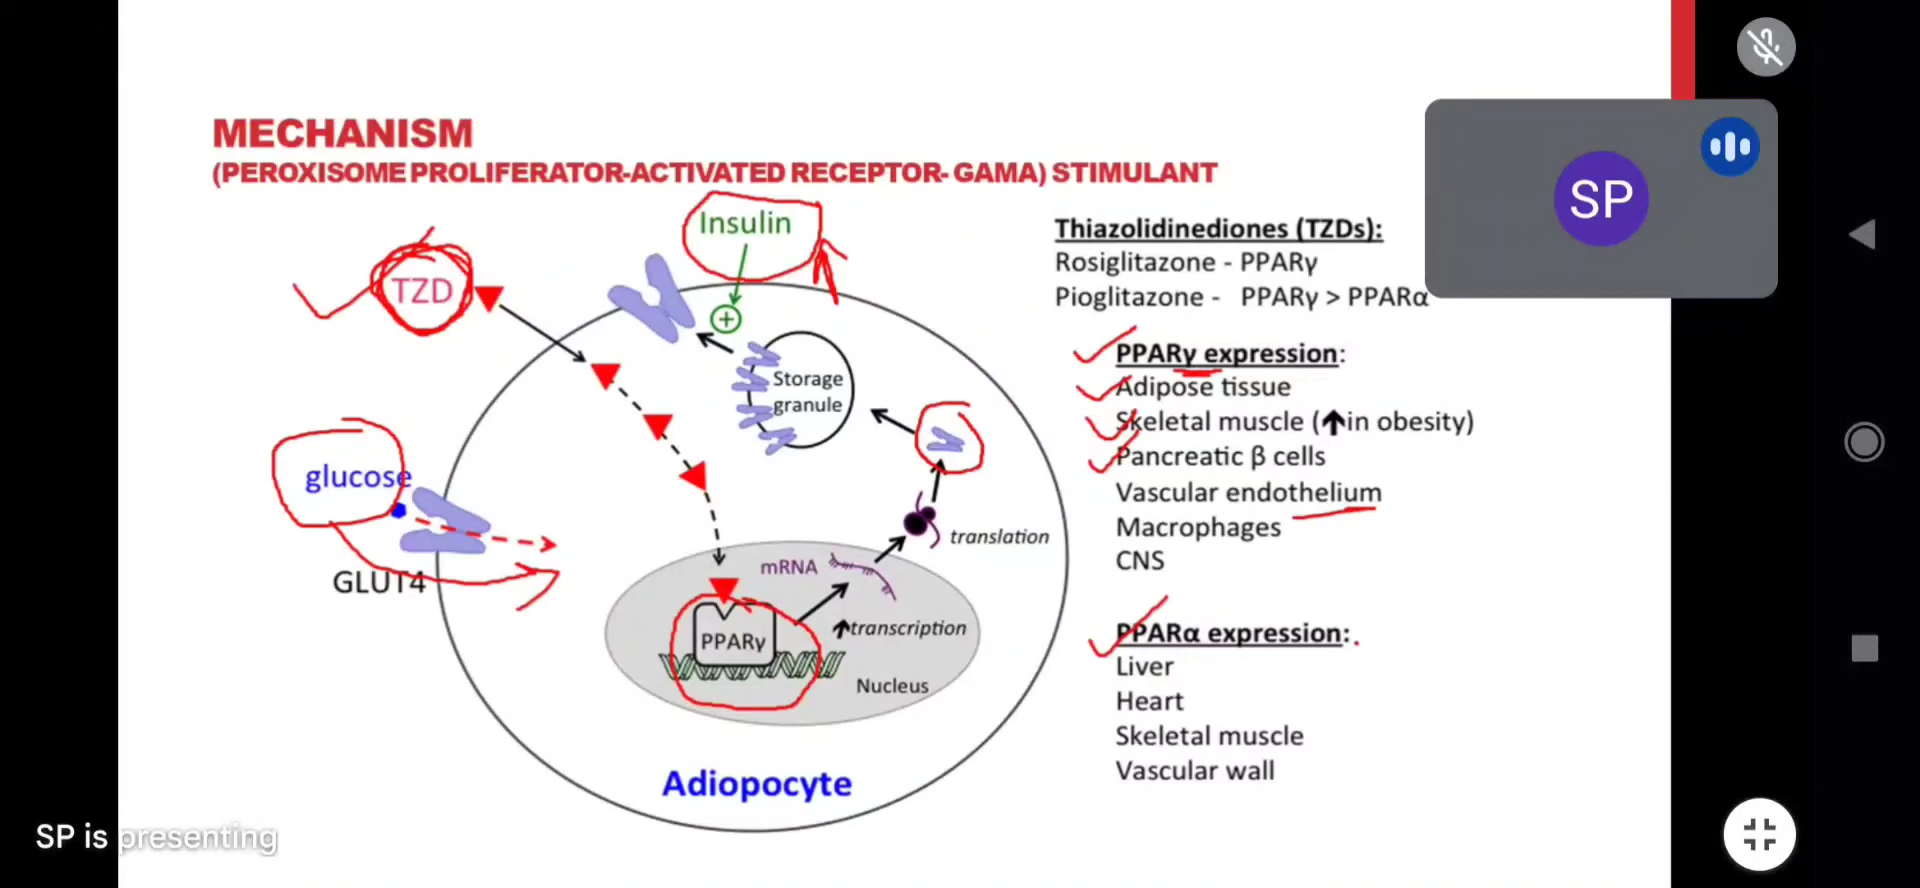 MECHANISM
(PEROXISOME PROLIFERATOR-ACTIVATED RECEPTOR- GAMA) STIMULANT
Insulin
TZD
Storage
granule
glucose
GLUT4
translation
mRNA
PPARγ
transcription
Nucleus
Adiopocyte
Thiazolidinediones (TZDs):
Rosiglitazone - PPARγ
Pioglitazone - PPARγ > PPARα
PPARγ expression:
Adipose tissue
Skeletal muscle (↑in obesity)
Pancreatic β cells
Vascular endothelium
Macrophages
CNS
PPARα expression:
Liver
Heart
Skeletal muscle
Vascular wall
SP
SP is presenting